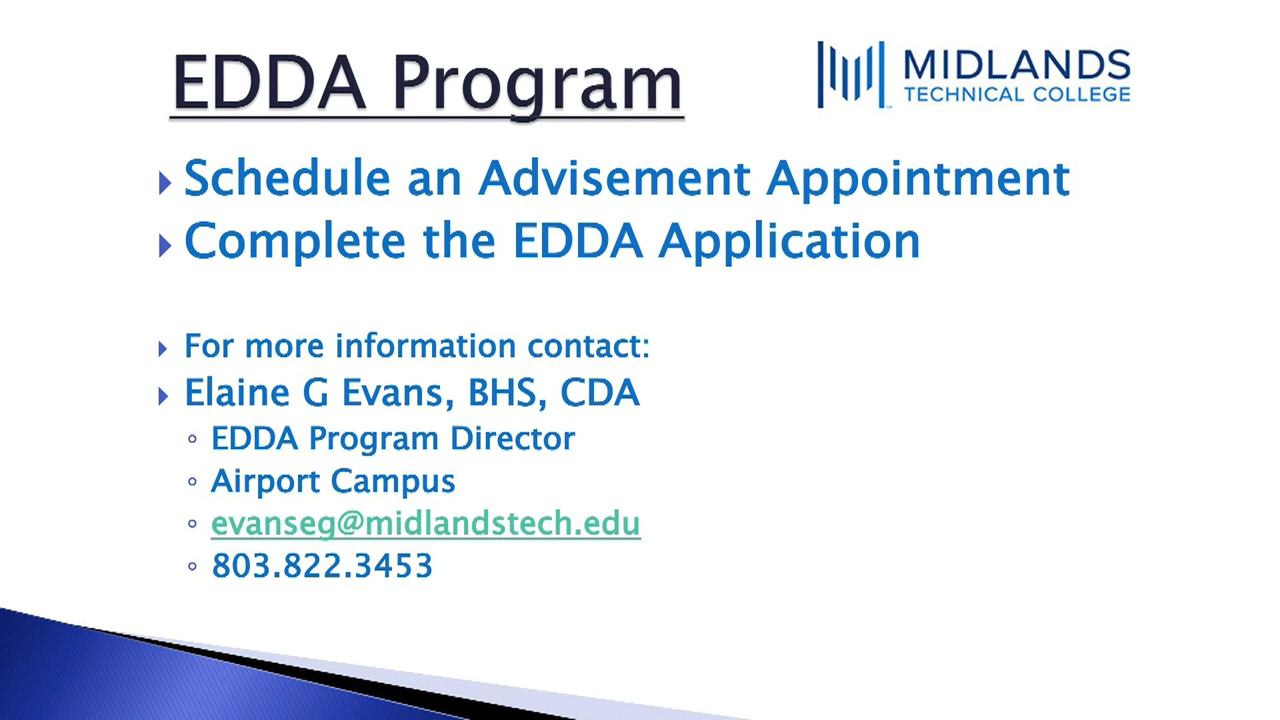 EDDA Program
MIDLANDS
TECHNICAL COLLEGE
Schedule an Advisement Appointment
Complete the EDDA Application
For more information contact:
Elaine G Evans, BHS, CDA
EDDA Program Director
Airport Campus
evanseg@midlandstech.edu
803.822.3453